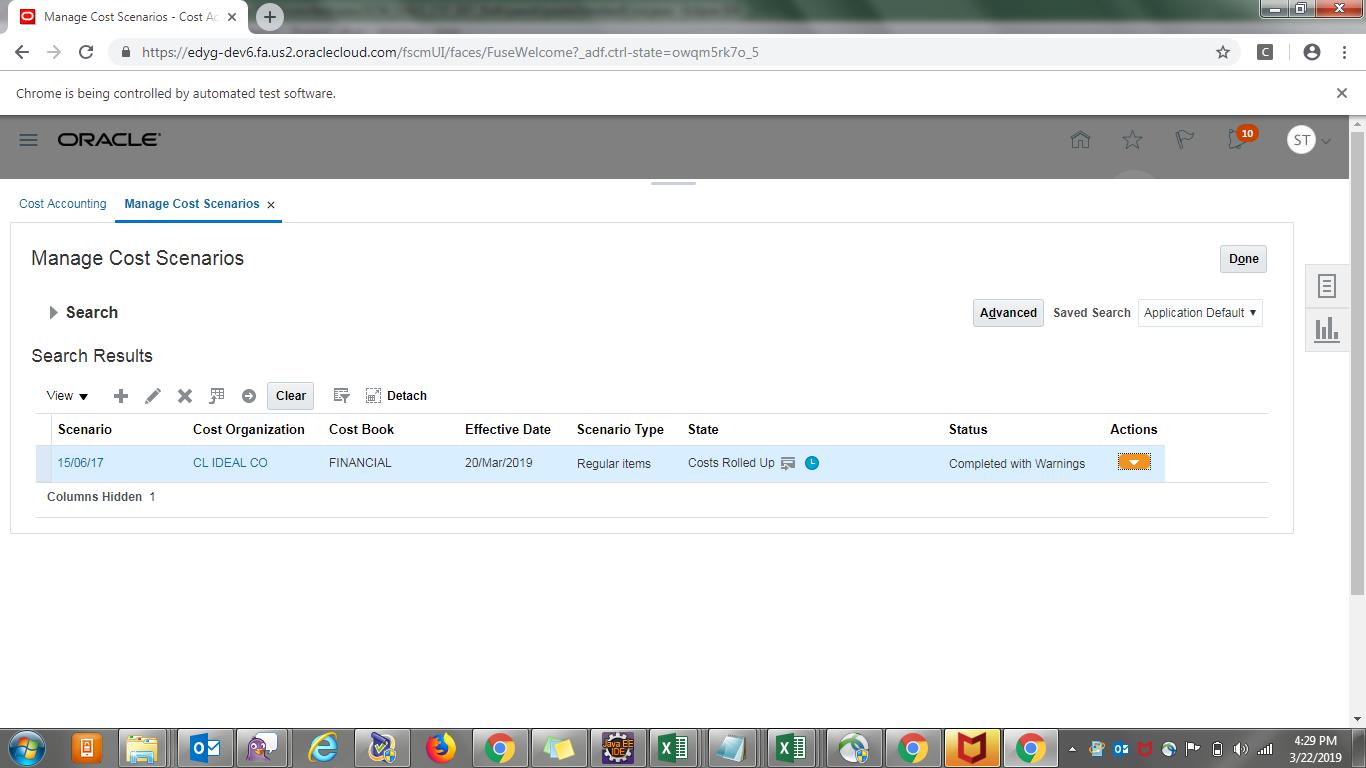 Manage Cost Scenarios - Cost Ac
https://edyg-dev6.fa.us2.oraclecloud.com/fscmUI/faces/FuseWelcome?_adf.ctrl-state=owqm5rk7o_5
C
Chrome is being controlled by automated test software.
ORACLE
10
ST
Cost Accounting
Manage Cost Scenarios
Manage Cost Scenarios
Done
Search
Advanced
Saved Search
Application Default
Search Results
View
Clear
Detach
Scenario Cost Organization Cost Book Effective Date Scenario Type State Status Actions
15/06/17 CL IDEAL CO FINANCIAL 20/Mar/2019 Regular items Costs Rolled Up Completed with Warnings
Columns Hidden 1
Java EE
IDE
4:29 PM
3/22/2019